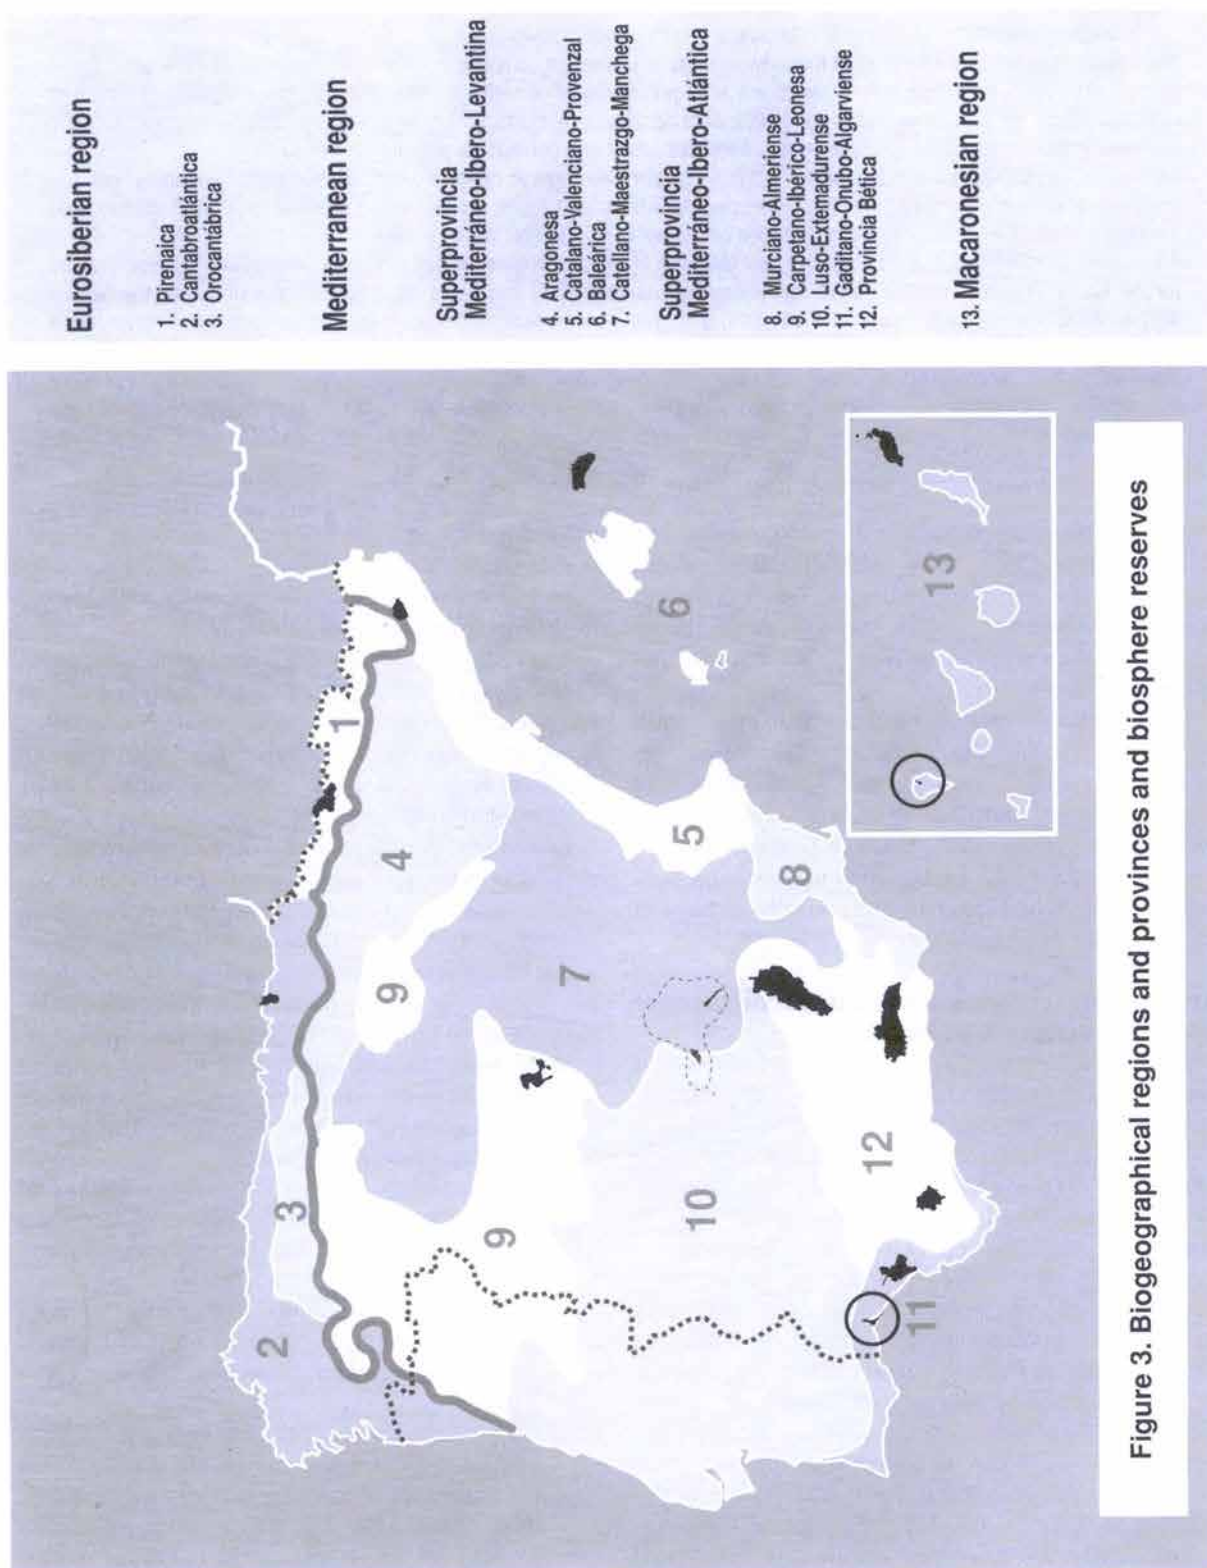 Eurosiberian region
1. Pirenaica
2. Cantabroatlántica
3. Orocantábrica
Mediterranean region
Superprovincia
Mediterráneo-Ibero-Levantina
4. Aragonesa
5. Catalano-Valenciano-Provenzal
6. Baleárica
7. Catellano-Maestrazgo-Manchega
Superprovincia
Mediterráneo-Ibero-Atlántica
8. Murciano-Almeriense
9. Carpetano-Ibérico-Leonesa
10. Luso-Extemadurense
11. Gaditano-Onubo-Algarviense
12. Provincia Bética
13. Macaronesian region
1
2
3
4
9
9
7
5
6
8
10
12
11
13
Figure 3. Biogeographical regions and provinces and biosphere reserves